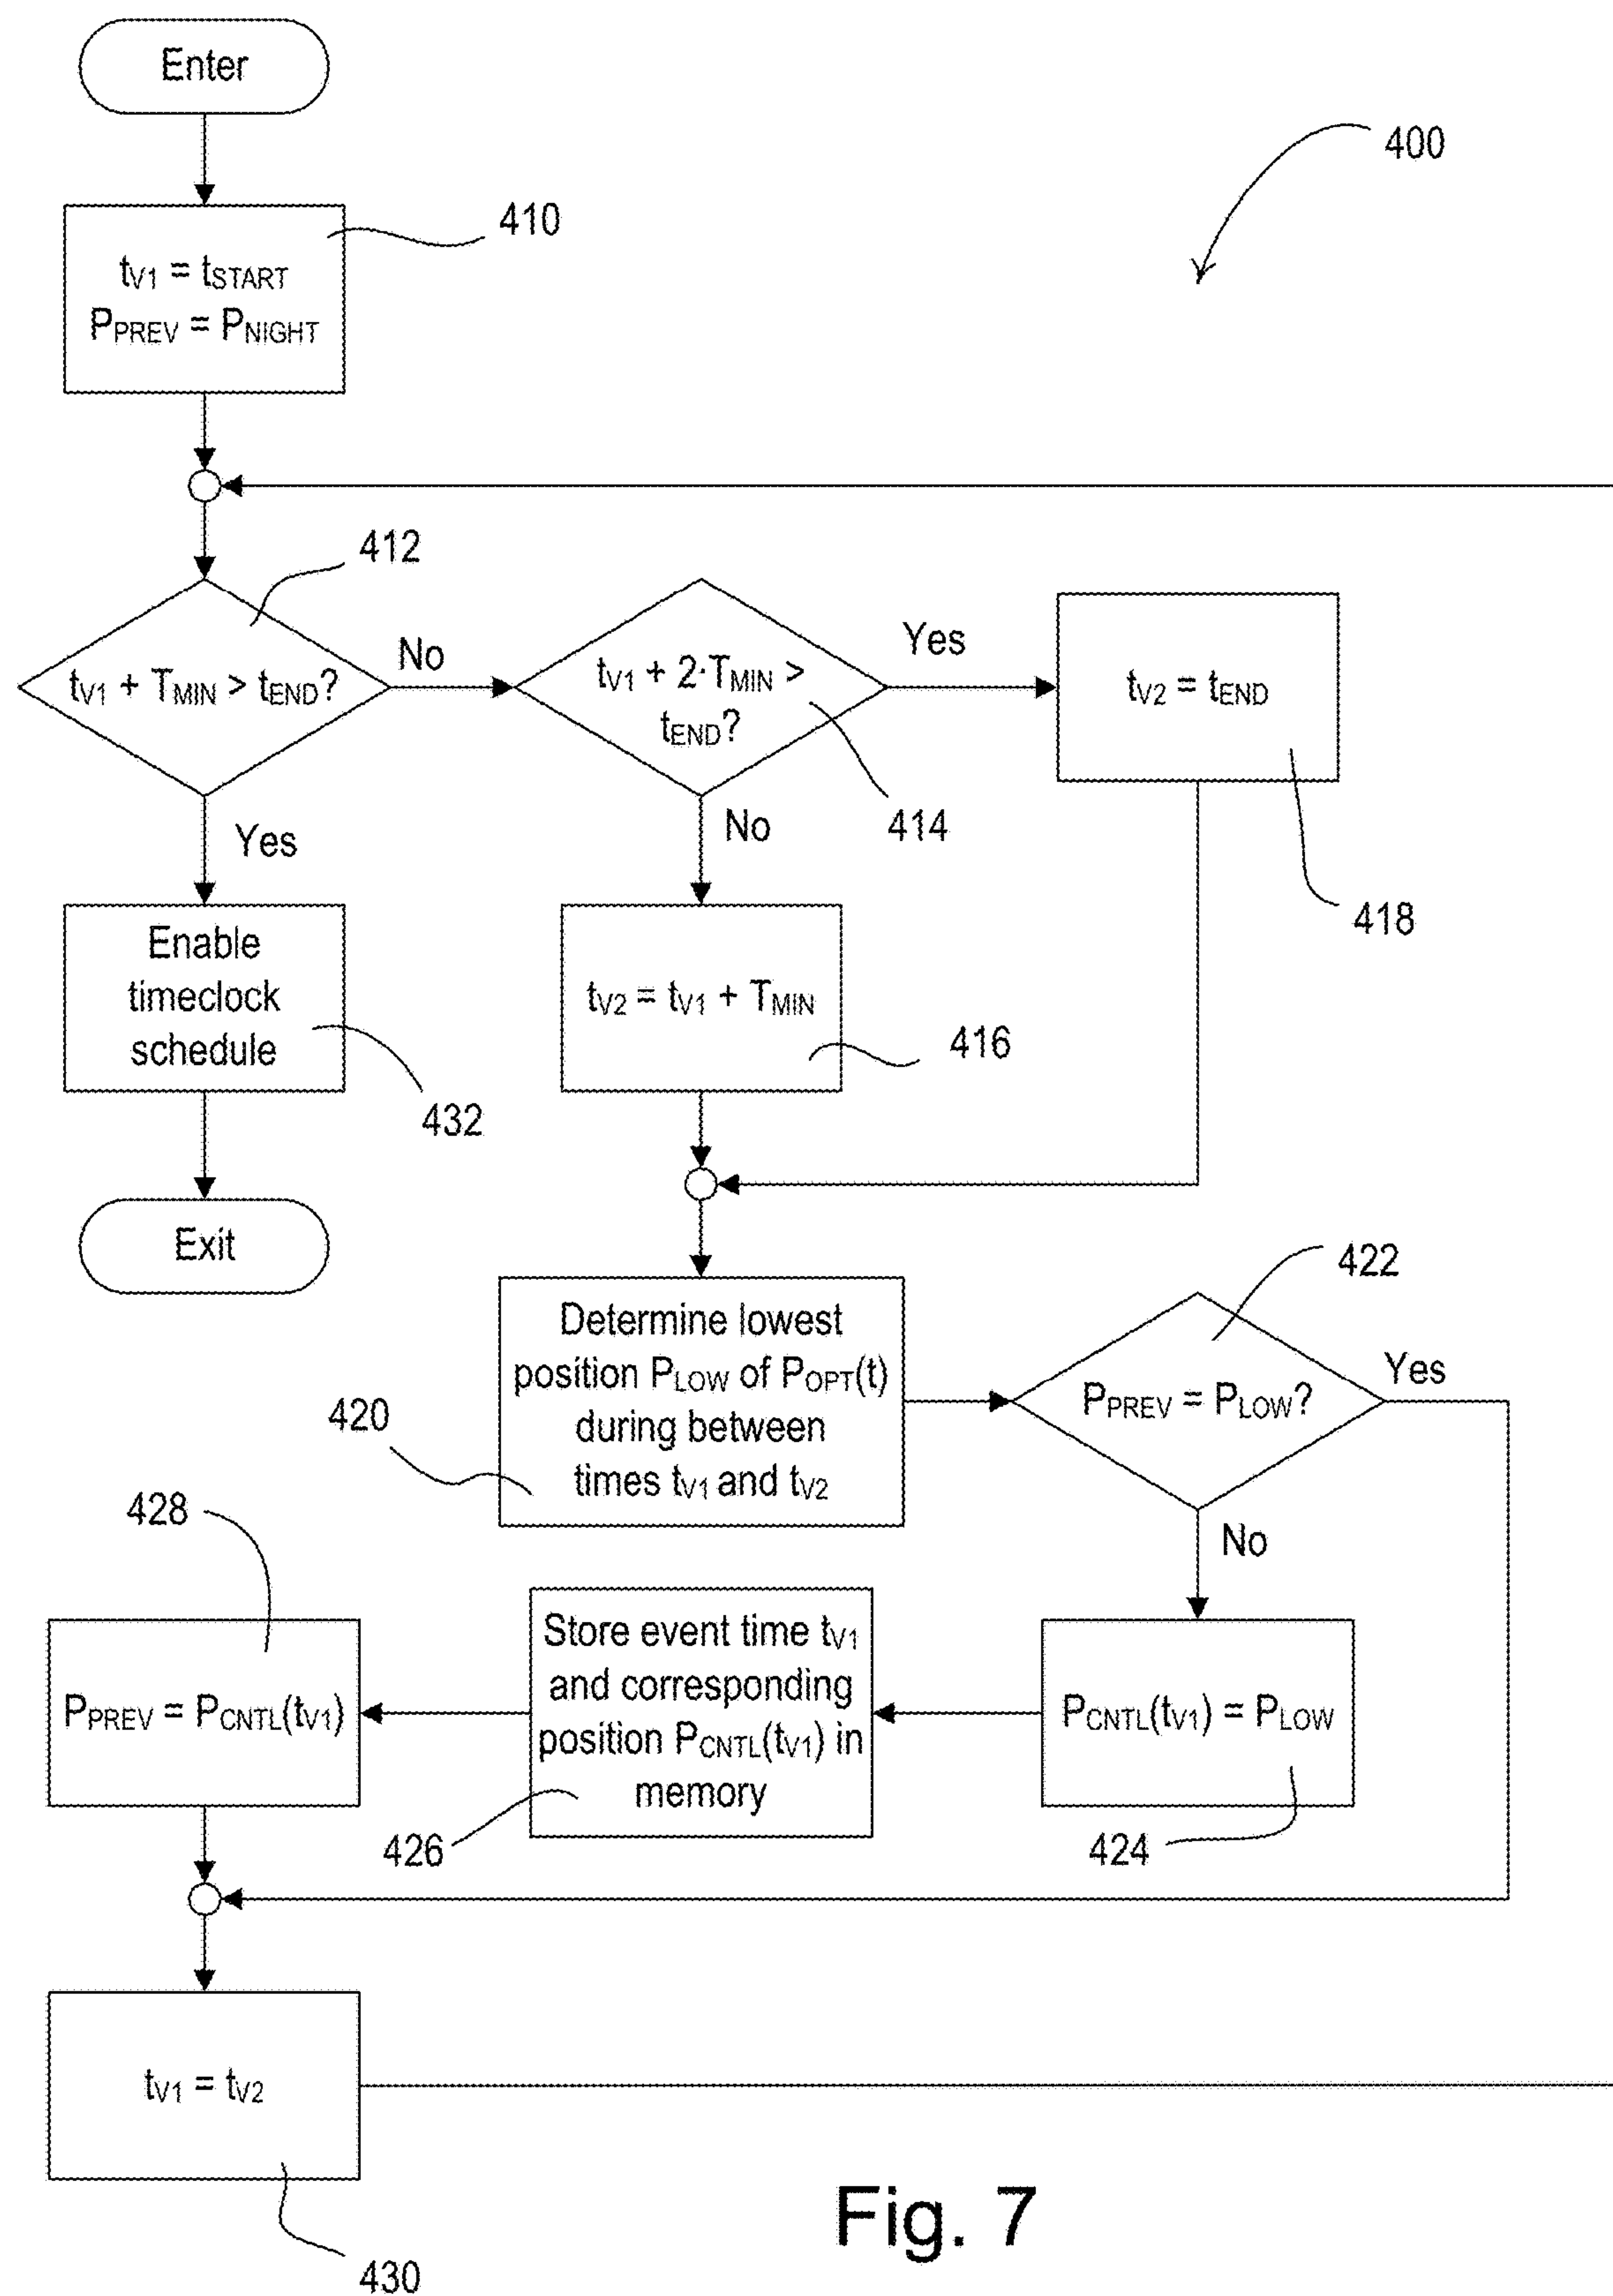 Enter
400
410
tV1 = tSTART
PPREV = PNIGHT
412
tV1 + TMIN > tEND?
No
tV1 + 2·TMIN >
tEND?
Yes
tV2 = tEND
414
418
Yes
No
Enable
timeclock
schedule
432
tV2 = tV1 + TMIN
416
Exit
422
Determine lowest
position PLOW of POPT(t)
during between
times tV1 and tV2
420
PPREV = PLOW?
Yes
No
428
PPREV = PCNTL(tV1)
Store event time tV1
and corresponding
position PCNTL(tV1) in
memory
426
PCNTL(tV1) = PLOW
424
tV1 = tV2
430
Fig. 7